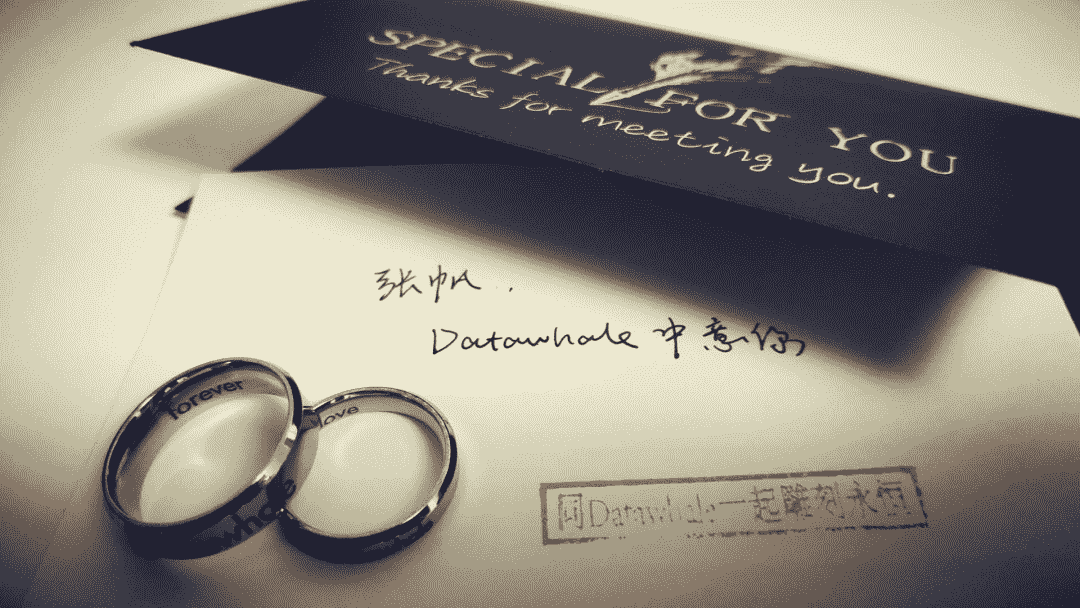 SPECIAL FOR YOU
Thanks for meeting you.
张帆.
Datawhale 中意你
forever
love
whale
同Datawhale一起雕刻永恒